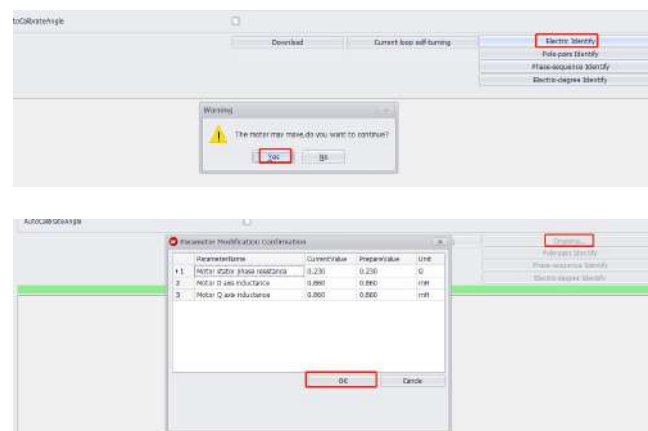 AutoCalibrateAngle
Download
Current loop self-turning
Electric Identify
Pole-pairs Identify
Phase-sequence Identify
Electric-degree Identify
Warning
The motor may move,do you want to continue?
Yes
No
AutoCalibrateAngle
Parameter Modification Confirmation
ParameterName CurrentValue PrepareValue Unit
1 Motor stator phase resistance 0.230 0.230 Ω
2 Motor D axis inductance 0.860 0.860 mH
3 Motor Q axis inductance 0.860 0.860 mH
OK
Cancle
Ongoing...
Pole-pairs Identify
Phase-sequence Identify
Electric-degree Identify